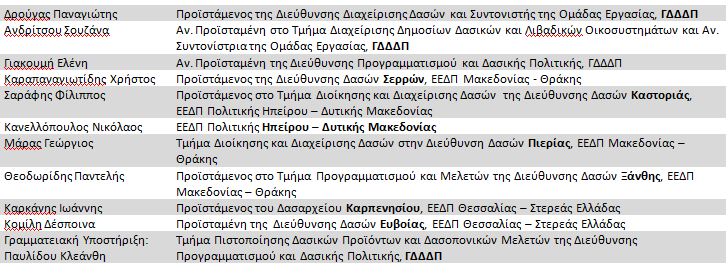 Δρούγας Παναγιώτης Προϊστάμενος της Διεύθυνσης Διαχείρισης Δασών και Συντονιστής της Ομάδας Εργασίας, ΓΔΔΔΠ
Ανδρίτσου Σουζάνα Αν. Προϊσταμένη στο Τμήμα Διαχείρισης Δημοσίων Δασικών και Λιβαδικών Οικοσυστημάτων και Αν.
Συντονίστρια της Ομάδας Εργασίας, ΓΔΔΔΠ
Γιακουμή Ελένη Αν. Προϊσταμένη της Διεύθυνσης Προγραμματισμού και Δασικής Πολιτικής, ΓΔΔΔΠ
Καραπαναγιωτίδης Χρήστος Προϊστάμενος της Διεύθυνσης Δασών Σερρών, ΕΕΔΠ Μακεδονίας - Θράκης
Σαράφης Φίλιππος Προϊστάμενος στο Τμήμα Διοίκησης και Διαχείρισης Δασών της Διεύθυνσης Δασών Καστοριάς,
ΕΕΔΠ Πολιτικής Ηπείρου – Δυτικής Μακεδονίας
Κανελλόπουλος Νικόλαος ΕΕΔΠ Πολιτικής Ηπείρου – Δυτικής Μακεδονίας
Μάρας Γεώργιος Τμήμα Διοίκησης και Διαχείρισης Δασών στην Διεύθυνση Δασών Πιερίας, ΕΕΔΠ Μακεδονίας –
Θράκης
Θεοδωρίδης Παντελής Προϊστάμενος στο Τμήμα Προγραμματισμού και Μελετών της Διεύθυνσης Δασών Ξάνθης, ΕΕΔΠ
Μακεδονίας – Θράκης
Καρκάνης Ιωάννης Προϊστάμενος του Δασαρχείου Καρπενησίου, ΕΕΔΠ Θεσσαλίας – Στερεάς Ελλάδας
Κομίλη Δέσποινα Προϊσταμένη της Διεύθυνσης Δασών Ευβοίας, ΕΕΔΠ Θεσσαλίας – Στερεάς Ελλάδας
Γραμματειακή Υποστήριξη: Τμήμα Πιστοποίησης Δασικών Προϊόντων και Δασοπονικών Μελετών της Διεύθυνσης
Παυλίδου Κλεάνθη Προγραμματισμού και Δασικής Πολιτικής, ΓΔΔΔΠ